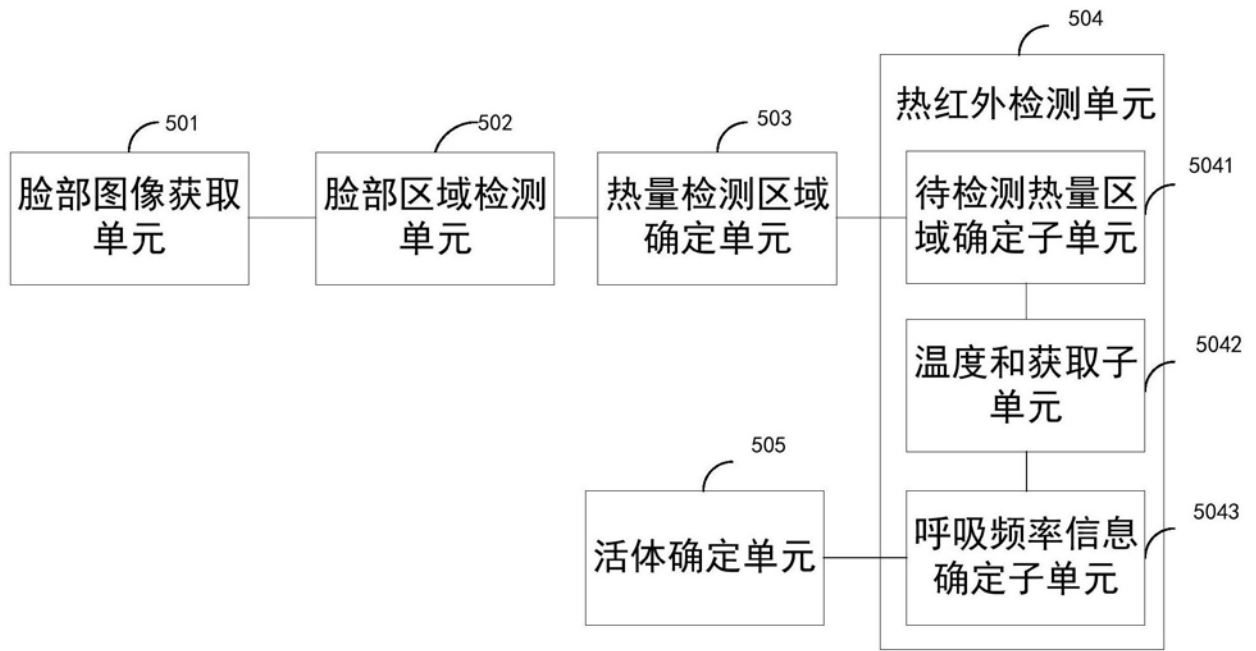 504
热红外检测单元
501
脸部图像获取
单元
502
脸部区域检测
单元
503
热量检测区域
确定单元
5041
待检测热量区
域确定子单元
5042
温度和获取子
单元
505
活体确定单元
5043
呼吸频率信息
确定子单元